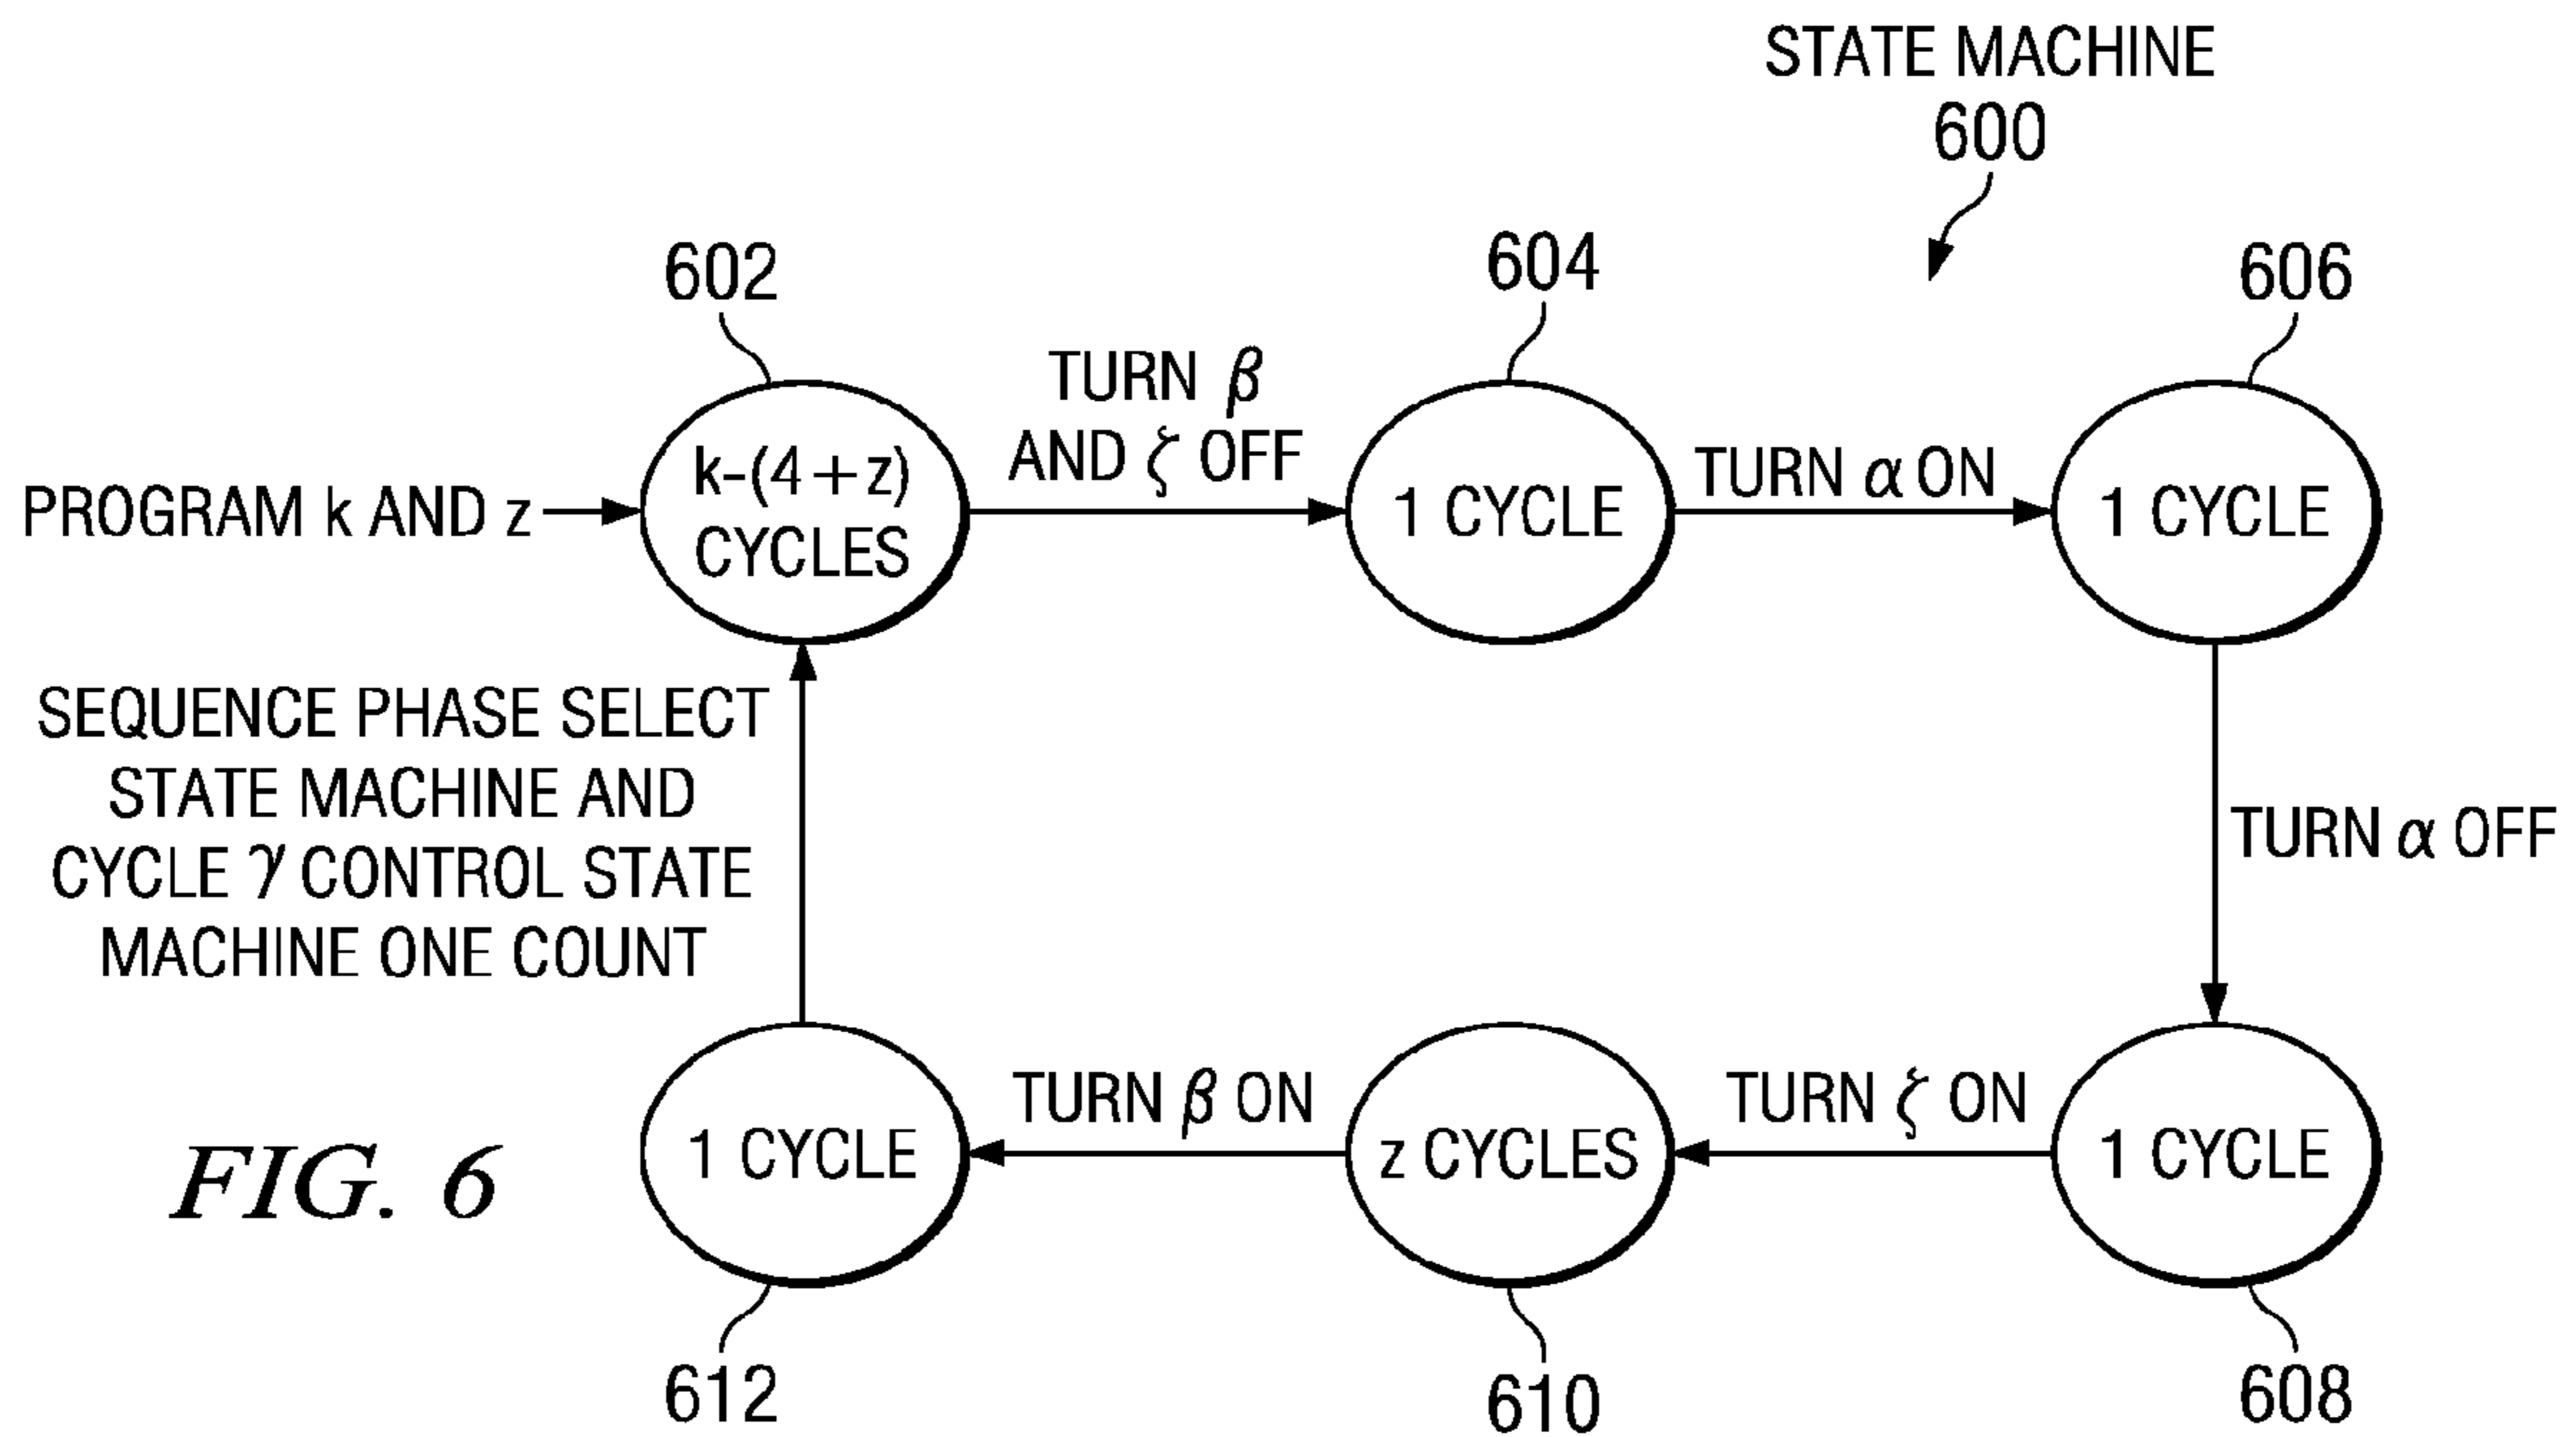 STATE MACHINE
600
602
604
606
TURN β
AND ζ OFF
PROGRAM k AND z
k-(4+z)
CYCLES
1 CYCLE
TURN α ON
1 CYCLE
SEQUENCE PHASE SELECT
STATE MACHINE AND
CYCLE γ CONTROL STATE
MACHINE ONE COUNT
TURN α OFF
1 CYCLE
TURN β ON
z CYCLES
TURN ζ ON
1 CYCLE
FIG. 6
612
610
608